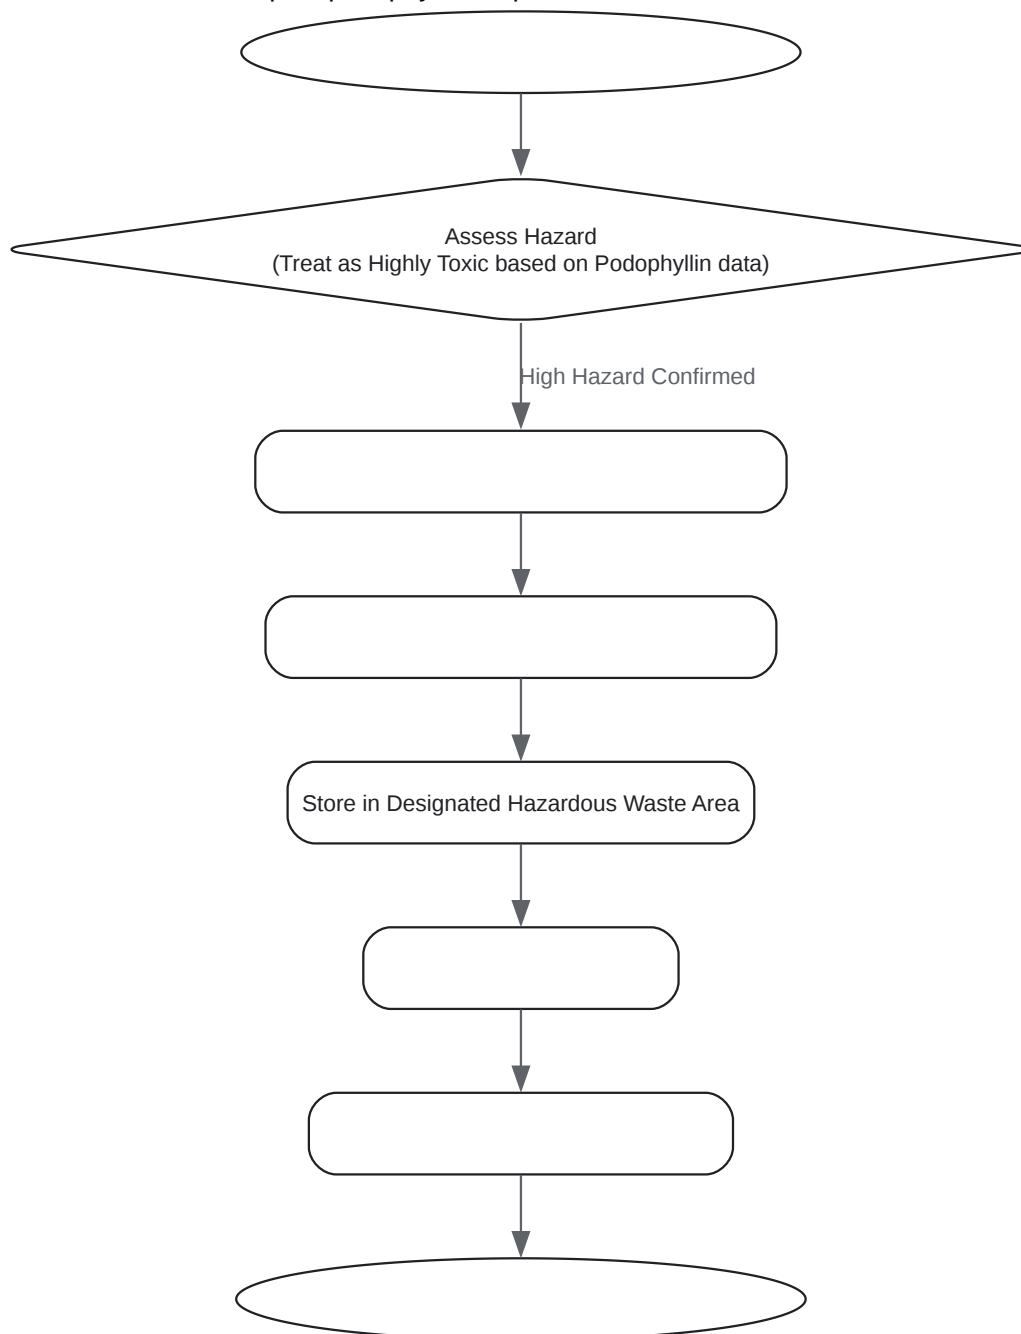 Assess Hazard
(Treat as Highly Toxic based on Podophyllin data)
High Hazard Confirmed
Store in Designated Hazardous Waste Area